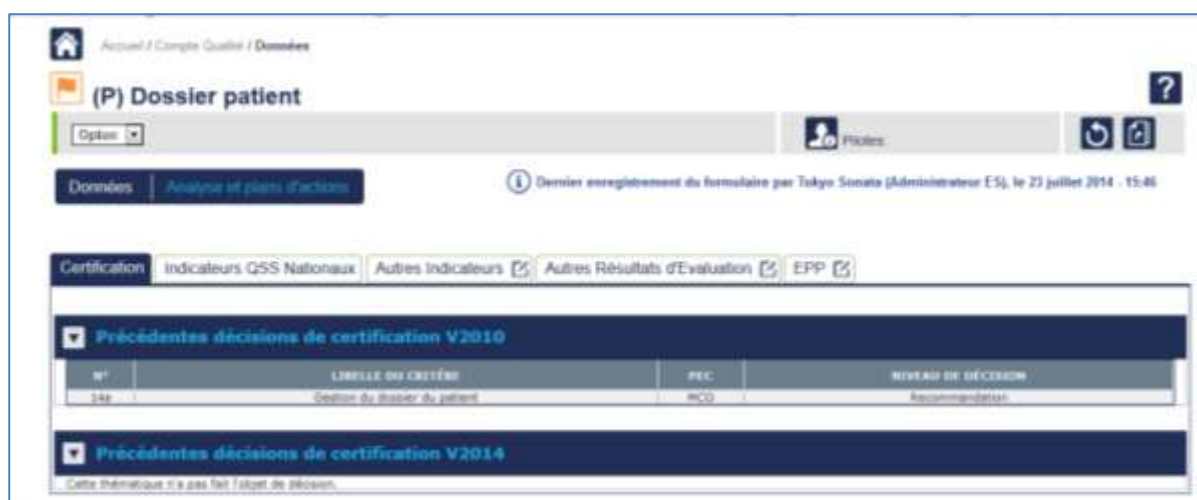 Accueil / Compte Qualité / Données
(P) Dossier patient
?
Option
Pilotes
Données
Analyse et plans d'actions
Dernier enregistrement du formulaire par Tokyo Sonata (Administrateur ES), le 23 juillet 2014 - 15:46
Certification
Indicateurs QSS Nationaux
Autres Indicateurs
Autres Résultats d'Evaluation
EPP
Précédentes décisions de certification V2010
N° LIBELLE DU CRITÈRE PEC NIVEAU DE DÉCISION
14a Gestion du dossier du patient MCO Recommandation
Précédentes décisions de certification V2014
Cette thématique n'a pas fait l'objet de décision.